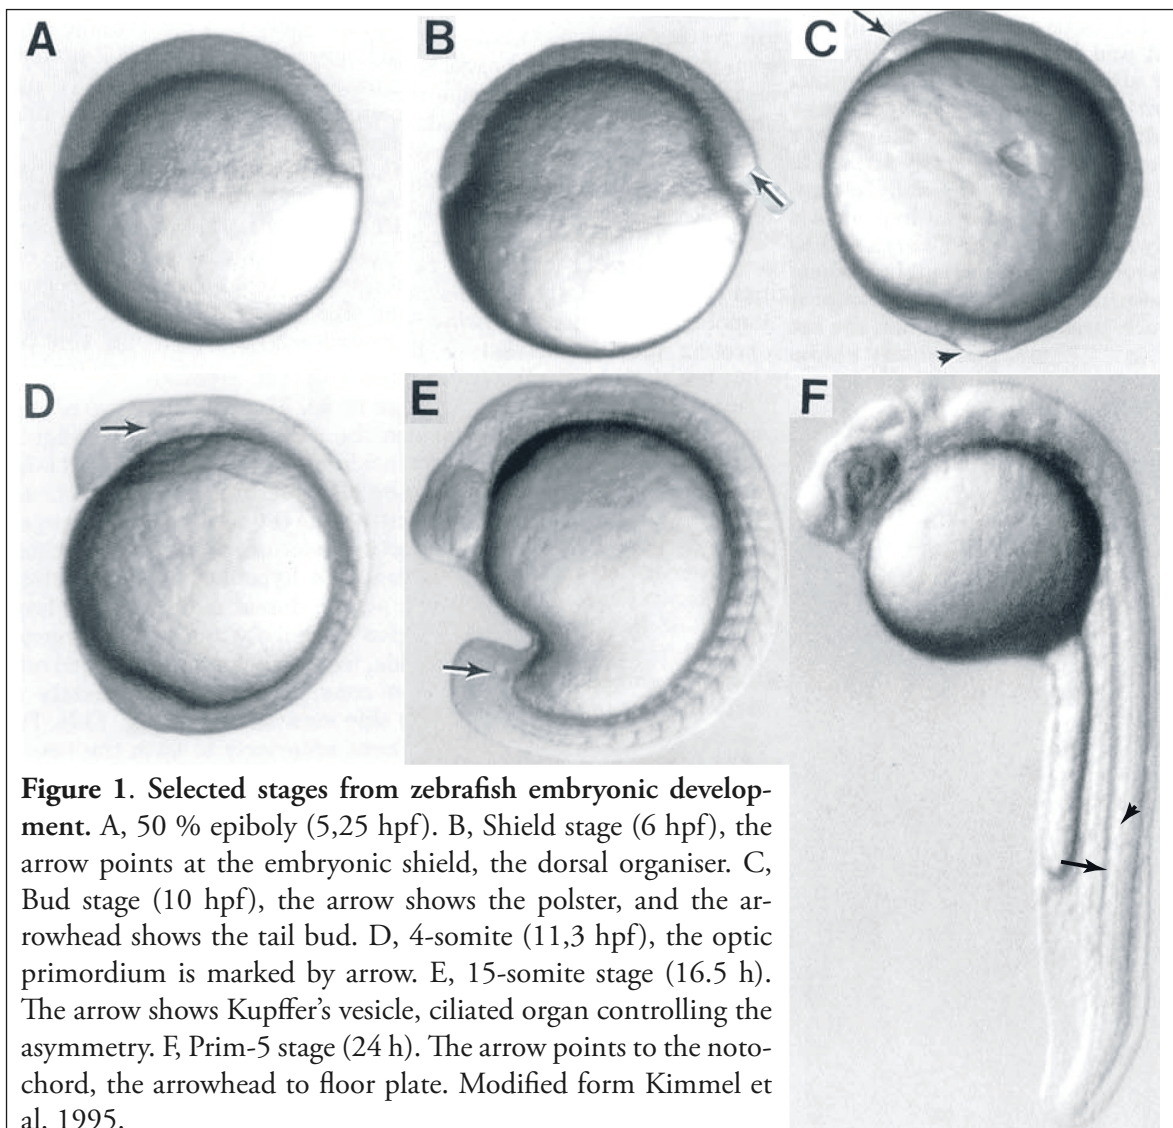 A
B
C
D
E
F
Figure 1. Selected stages from zebrafish embryonic develop-
ment. A, 50 % epiboly (5,25 hpf). B, Shield stage (6 hpf), the
arrow points at the embryonic shield, the dorsal organiser. C,
Bud stage (10 hpf), the arrow shows the polster, and the ar-
rowhead shows the tail bud. D, 4-somite (11,3 hpf), the optic
primordium is marked by arrow. E, 15-somite stage (16.5 h).
The arrow shows Kupffer's vesicle, ciliated organ controlling the
asymmetry. F, Prim-5 stage (24 h). The arrow points to the noto-
chord, the arrowhead to floor plate. Modified form Kimmel et
al. 1995.